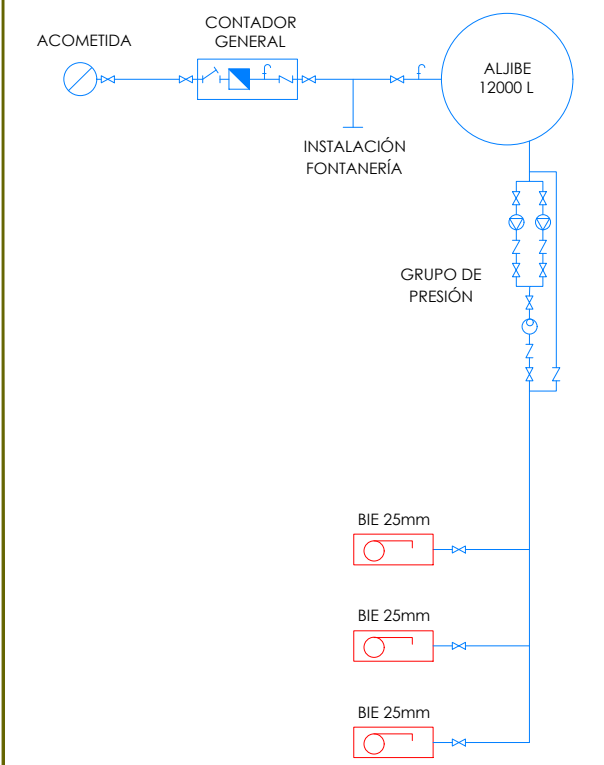 ACOMETIDA
CONTADOR
GENERAL
ALJIBE
12000 L
INSTALACIÓN
FONTANERÍA
GRUPO DE
PRESIÓN
BIE 25mm
BIE 25mm
BIE 25mm